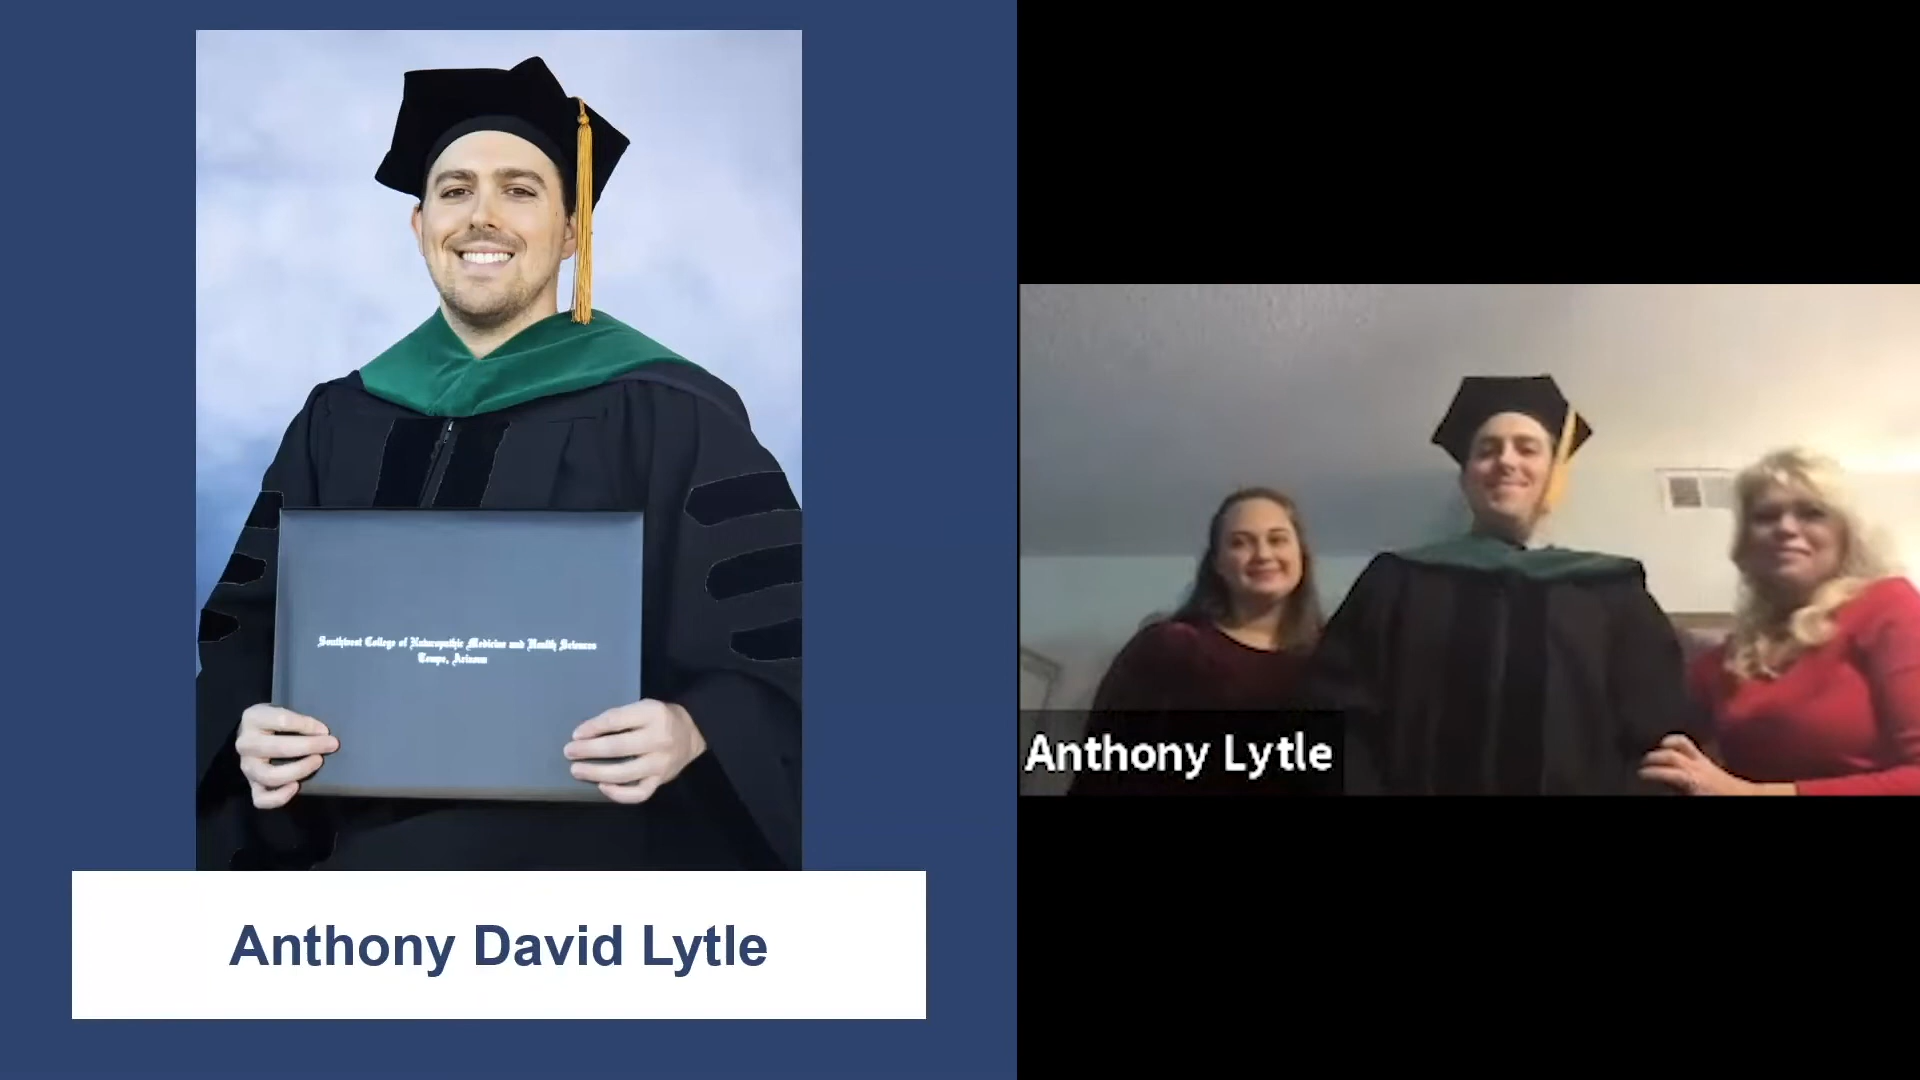 Southwest College of Naturopathic Medicine and Health Sciences
Tempe, Arizona
Anthony David Lytle
Anthony Lytle